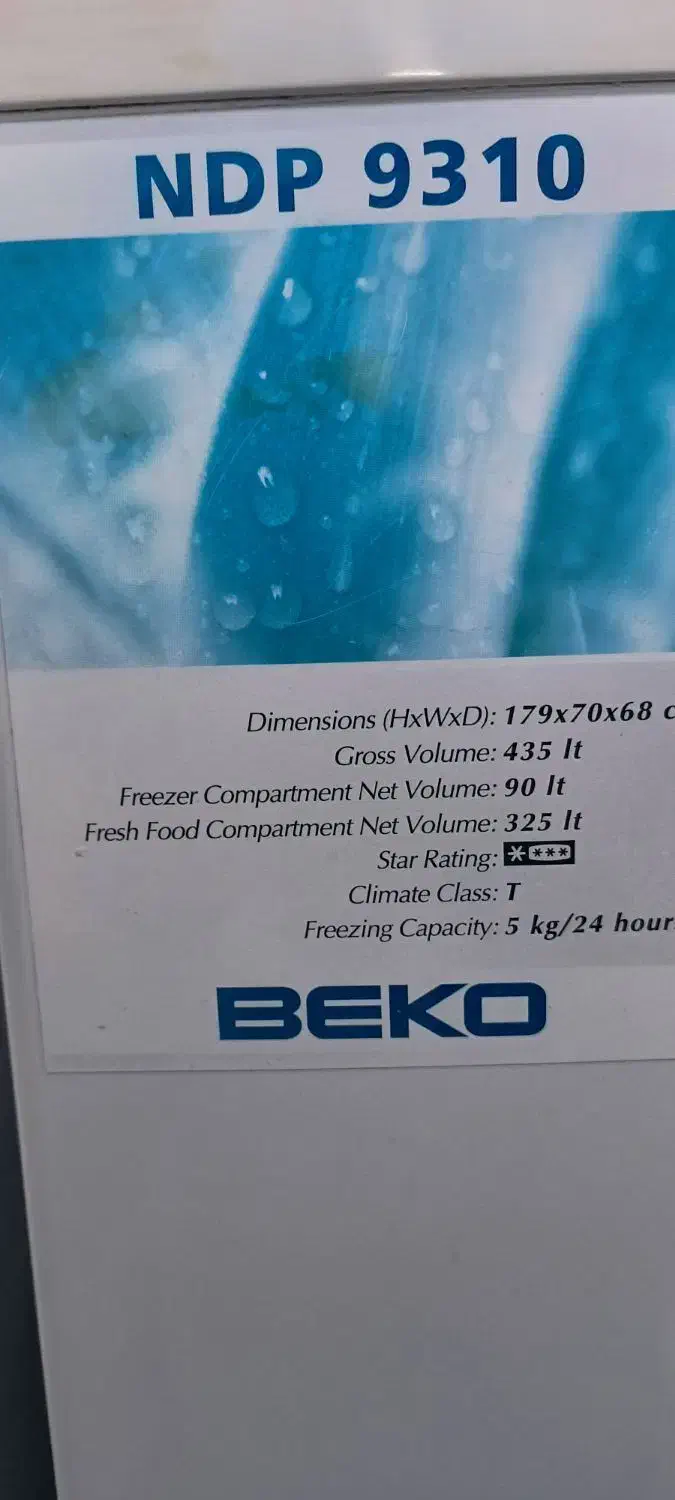 NDP 9310
Dimensions (HxWxD): 179x70x68 c
Gross Volume: 435 lt
Freezer Compartment Net Volume: 90 lt
Fresh Food Compartment Net Volume: 325 lt
Star Rating: ****
Climate Class: T
Freezing Capacity: 5 kg/24 hour
BEKO